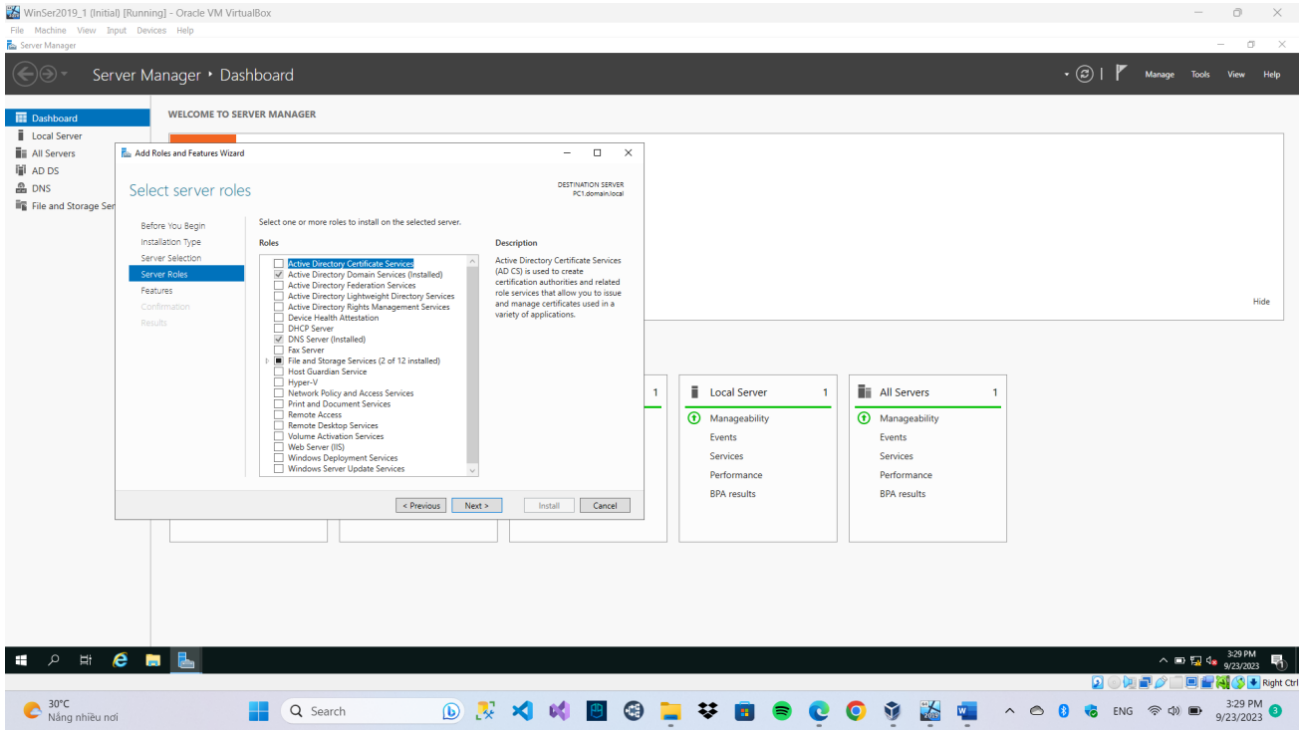 WinSer2019_1 (Initial) [Running] - Oracle VM VirtualBox
File Machine View Input Devices Help
Server Manager
Server Manager • Dashboard
Manage Tools View Help
Dashboard
Local Server
All Servers
AD DS
DNS
File and Storage Ser
WELCOME TO SERVER MANAGER
Add Roles and Features Wizard
Select server roles
DESTINATION SERVER
PC1.domain.local
Before You Begin
Installation Type
Server Selection
Server Roles
Features
Confirmation
Results
Select one or more roles to install on the selected server.
Roles
Active Directory Certificate Services
Active Directory Domain Services (Installed)
Active Directory Federation Services
Active Directory Lightweight Directory Services
Active Directory Rights Management Services
Device Health Attestation
DHCP Server
DNS Server (Installed)
Fax Server
File and Storage Services (2 of 12 installed)
Host Guardian Service
Hyper-V
Network Policy and Access Services
Print and Document Services
Remote Access
Remote Desktop Services
Volume Activation Services
Web Server (IIS)
Windows Deployment Services
Windows Server Update Services
Description
Active Directory Certificate Services
(AD CS) is used to create
certification authorities and related
role services that allow you to issue
and manage certificates used in a
variety of applications.
< Previous Next > Install Cancel
Hide
1
Local Server 1
Manageability
Events
Services
Performance
BPA results
All Servers 1
Manageability
Events
Services
Performance
BPA results
3:29 PM
9/23/2023
Right Ctrl
30°C
Nắng nhiều nơi
Search
ENG
3:29 PM
9/23/2023
3